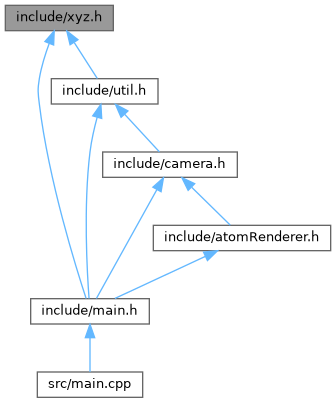 include/xyz.h
include/util.h
include/camera.h
include/atomRenderer.h
include/main.h
src/main.cpp